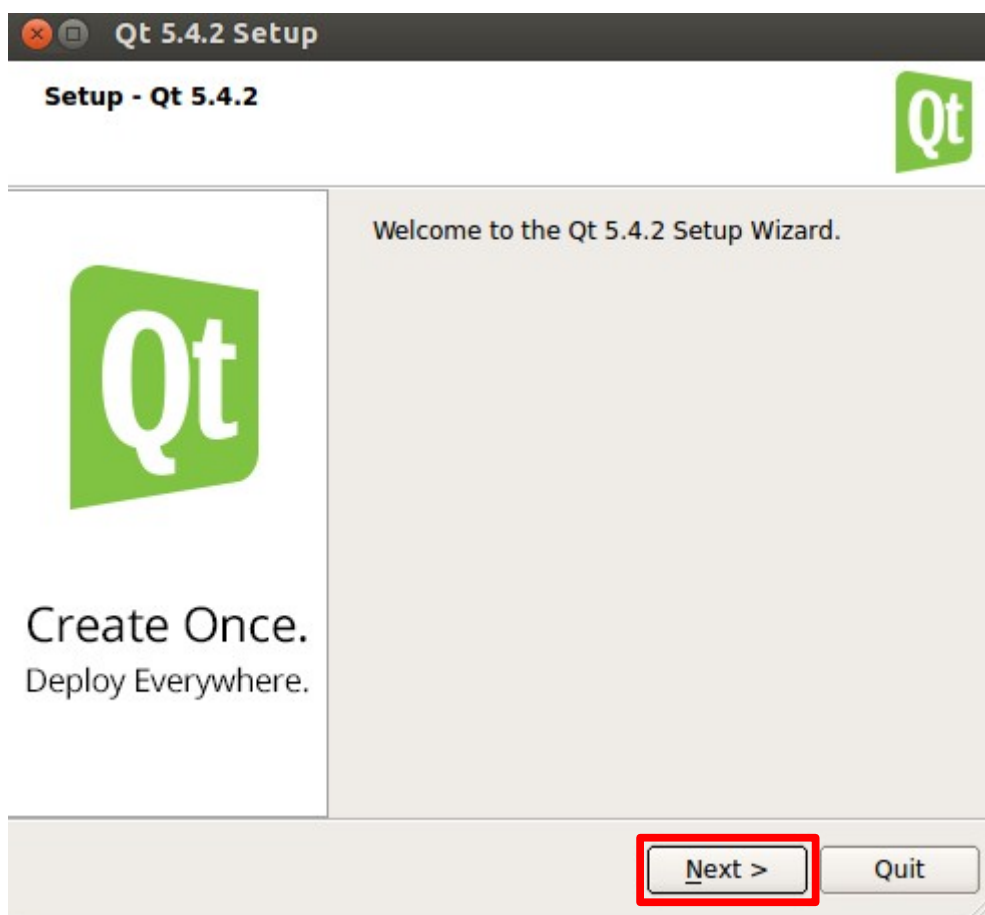 Qt 5.4.2 Setup
Setup - Qt 5.4.2
Qt
Welcome to the Qt 5.4.2 Setup Wizard.
Qt
Create Once.
Deploy Everywhere.
Next >
Quit